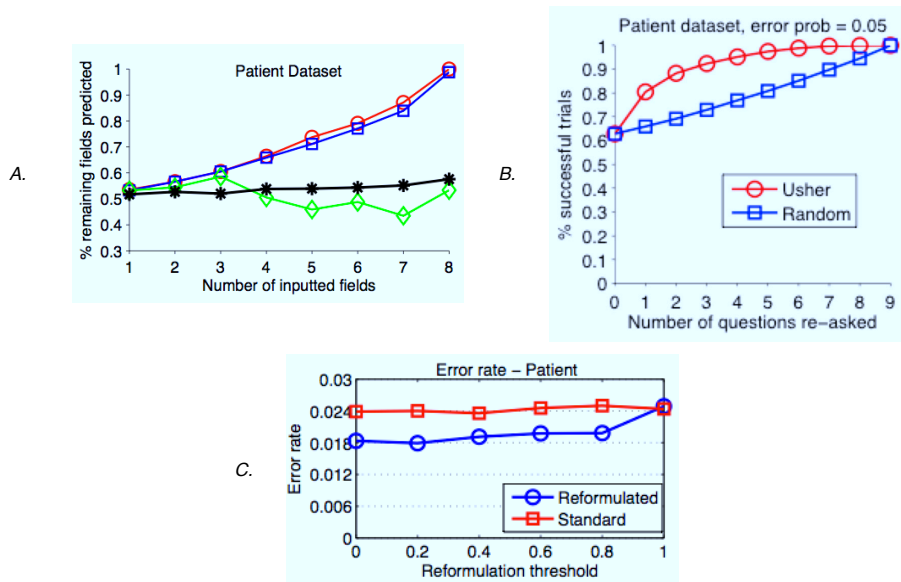 A.
Patient Dataset
% remaining fields predicted
1
0.9
0.8
0.7
0.6
0.5
0.4
0.3
1 2 3 4 5 6 7 8
Number of inputted fields
B.
Patient dataset, error prob = 0.05
% successful trials
1
0.9
0.8
0.7
0.6
0.5
0.4
0.3
0.2
0.1
0
Usher
Random
0 1 2 3 4 5 6 7 8 9
Number of questions re-asked
C.
Error rate - Patient
Error rate
0.03
0.024
0.018
0.012
0.006
0
Reformulated
Standard
0 0.2 0.4 0.6 0.8 1
Reformulation threshold